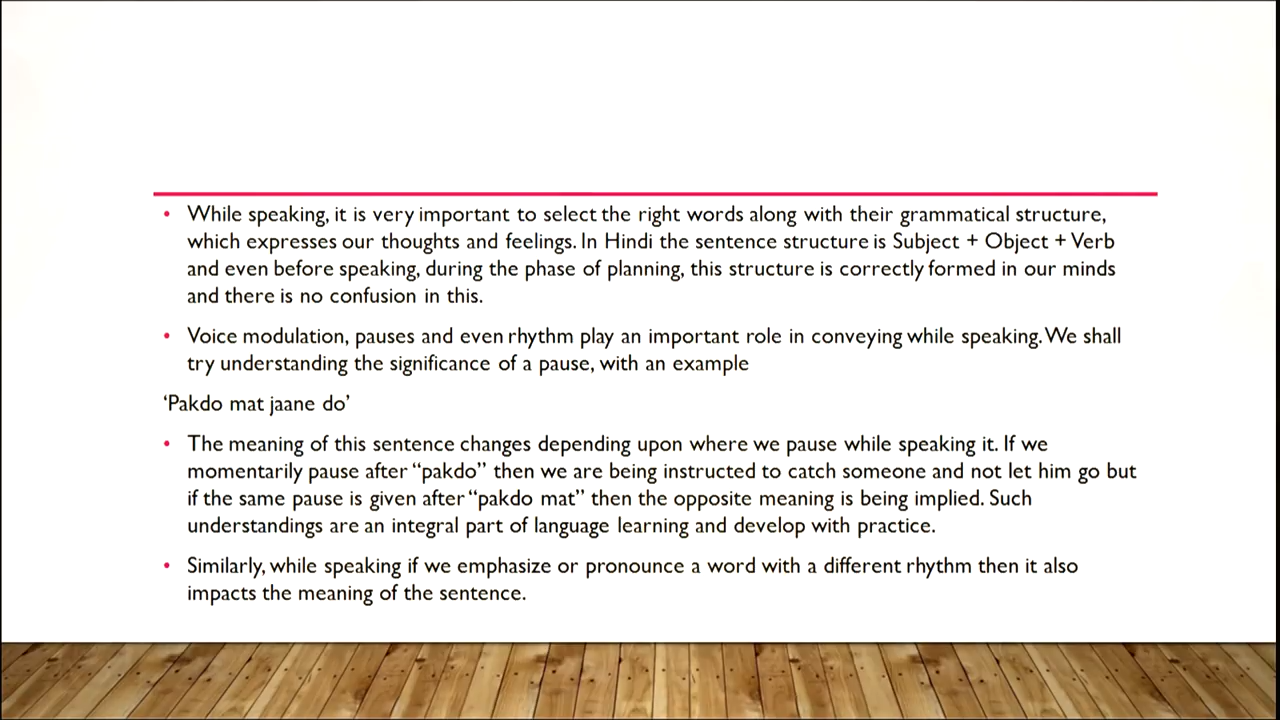 • While speaking, it is very important to select the right words along with their grammatical structure,
which expresses our thoughts and feelings. In Hindi the sentence structure is Subject + Object + Verb
and even before speaking, during the phase of planning, this structure is correctly formed in our minds
and there is no confusion in this.
• Voice modulation, pauses and even rhythm play an important role in conveying while speaking. We shall
try understanding the significance of a pause, with an example
‘Pakdo mat jaane do’
• The meaning of this sentence changes depending upon where we pause while speaking it. If we
momentarily pause after “pakdo” then we are being instructed to catch someone and not let him go but
if the same pause is given after “pakdo mat” then the opposite meaning is being implied. Such
understandings are an integral part of language learning and develop with practice.
• Similarly, while speaking if we emphasize or pronounce a word with a different rhythm then it also
impacts the meaning of the sentence.